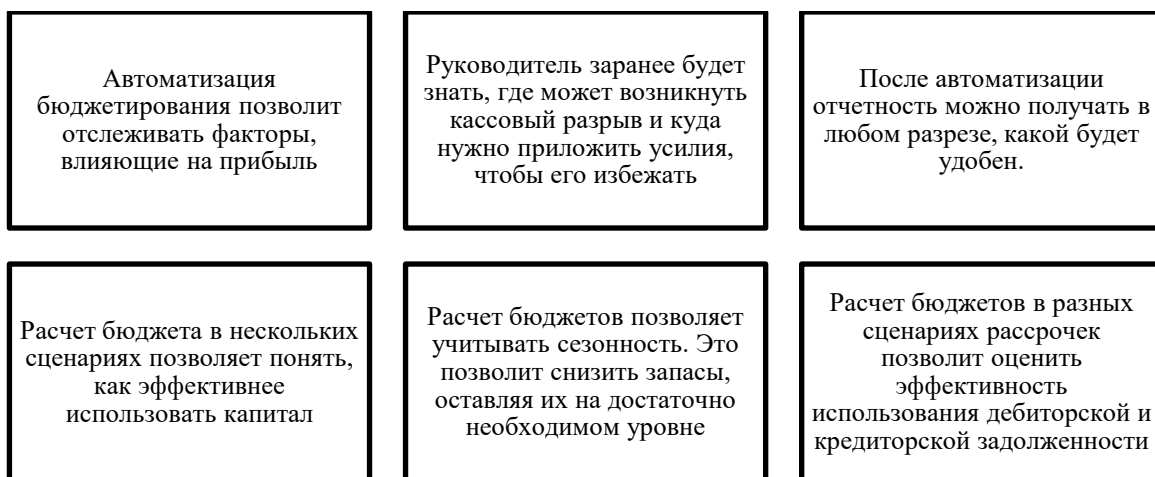 Автоматизация
бюджетирования позволит
отслеживать факторы,
влияющие на прибыль
Руководитель заранее будет
знать, где может возникнуть
кассовый разрыв и куда
нужно приложить усилия,
чтобы его избежать
После автоматизации
отчетность можно получать в
любом разрезе, какой будет
удобен.
Расчет бюджета в нескольких
сценариях позволяет понять,
как эффективнее
использовать капитал
Расчет бюджетов позволяет
учитывать сезонность. Это
позволит снизить запасы,
оставляя их на достаточно
необходимом уровне
Расчет бюджетов в разных
сценариях рассрочек
позволит оценить
эффективность
использования дебиторской и
кредиторской задолженности